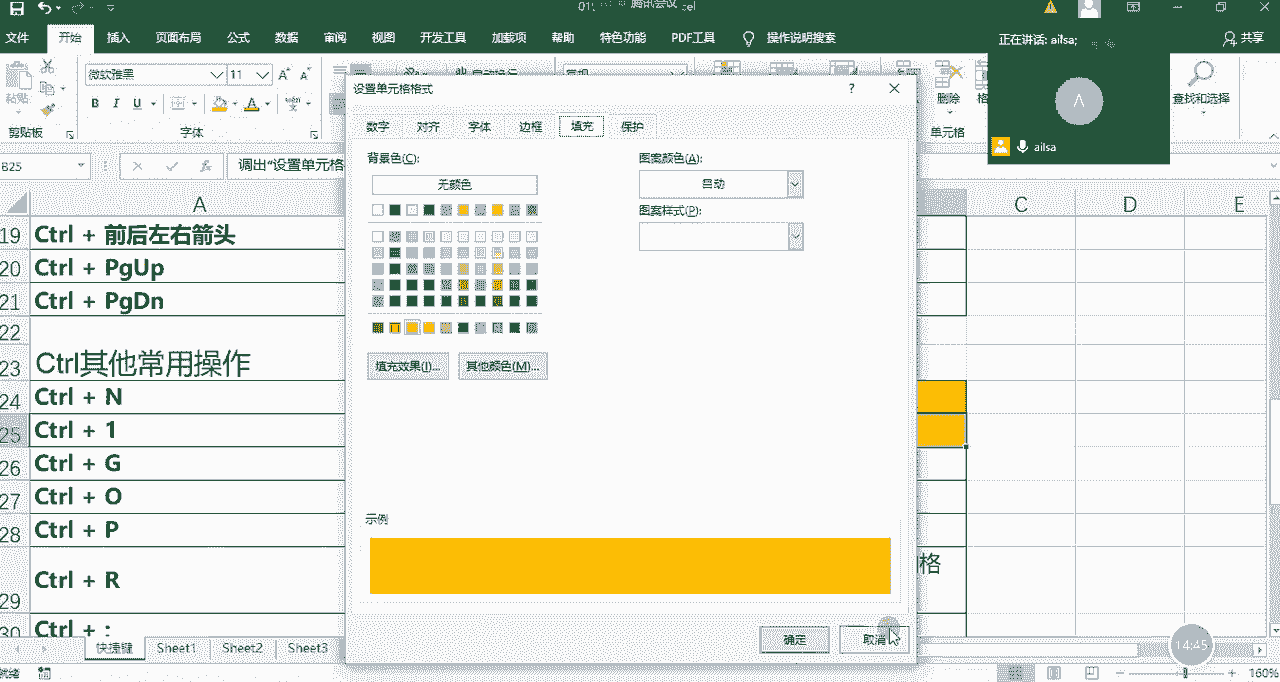 01
腾讯会议
cel
文件 开始 插入 页面布局 公式 数据 审阅 视图 开发工具 加载项 帮助 特色功能 PDF工具 操作说明搜索
共享
正在讲话: ailsa;
微软雅黑 11
粘贴
B I U
删除
查找和选择
剪贴板 字体 单元格
A
ailsa
B25
fx
调出“设置单元格
设置单元格格式
?
数字 对齐 字体 边框 填充 保护
背景色(C):
无颜色
图案颜色(A):
自动
图案样式(P):
填充效果(I)... 其他颜色(M)...
示例
确定 取消
A C D E
19 Ctrl + 前后左右箭头
20 Ctrl + PgUp
21 Ctrl + PgDn
22
23 Ctrl其他常用操作
24 Ctrl + N
25 Ctrl + 1
26 Ctrl + G
27 Ctrl + O
28 Ctrl + P
29 Ctrl + R
格
30 Ctrl + ;
快捷键 Sheet1 Sheet2 Sheet3
14:45
就绪
160%